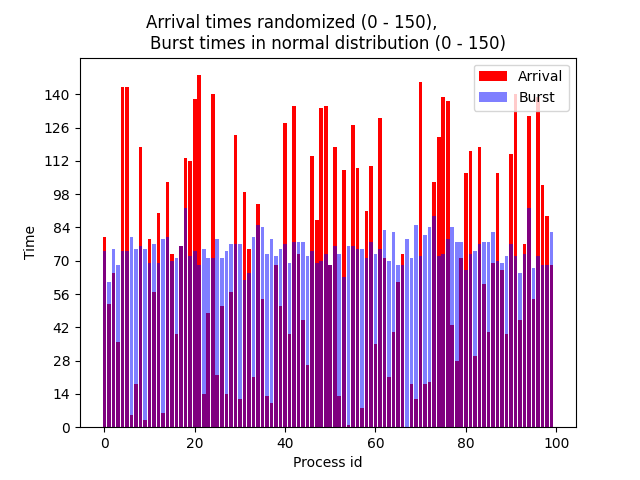 Arrival times randomized (0 - 150),
Burst times in normal distribution (0 - 150)
Arrival
Burst
Time
140
126
112
98
84
70
56
42
28
14
0
0 20 40 60 80 100
Process id